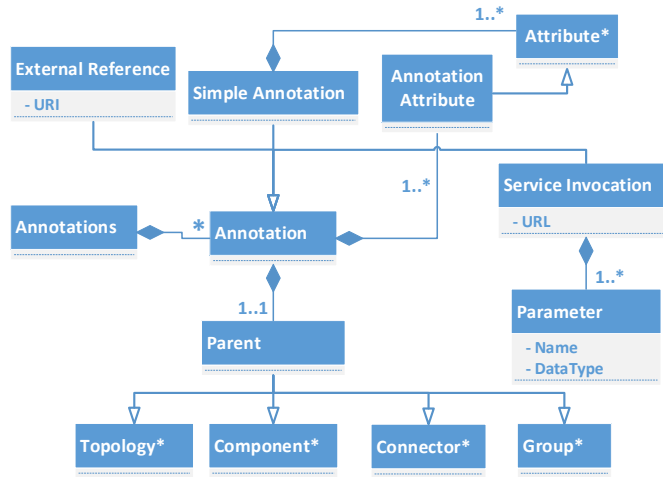 1..*
Attribute*
External Reference
- URI
Simple Annotation
Annotation
Attribute
1..*
Service Invocation
- URL
Annotations
*
Annotation
1..*
1..1
Parameter
- Name
- DataType
Parent
Topology*
Component*
Connector*
Group*